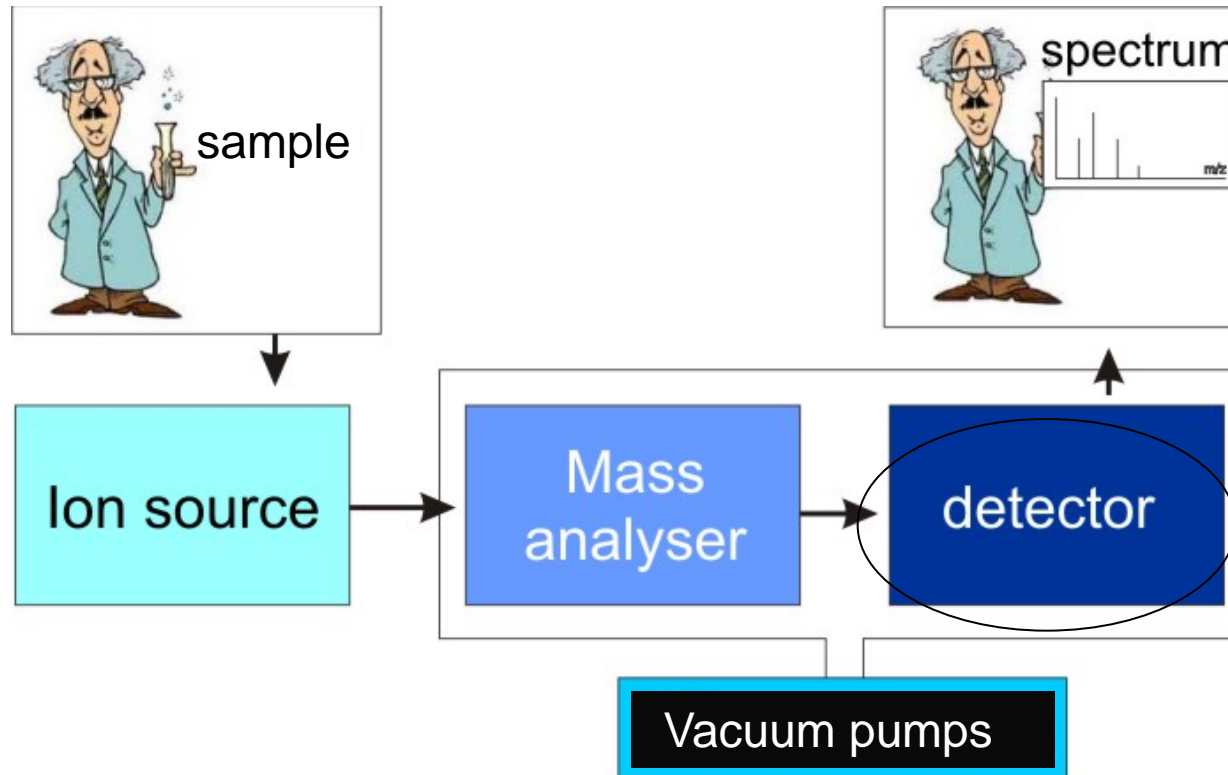 sample
spectrum
m/z
Ion source
Mass
analyser
detector
Vacuum pumps